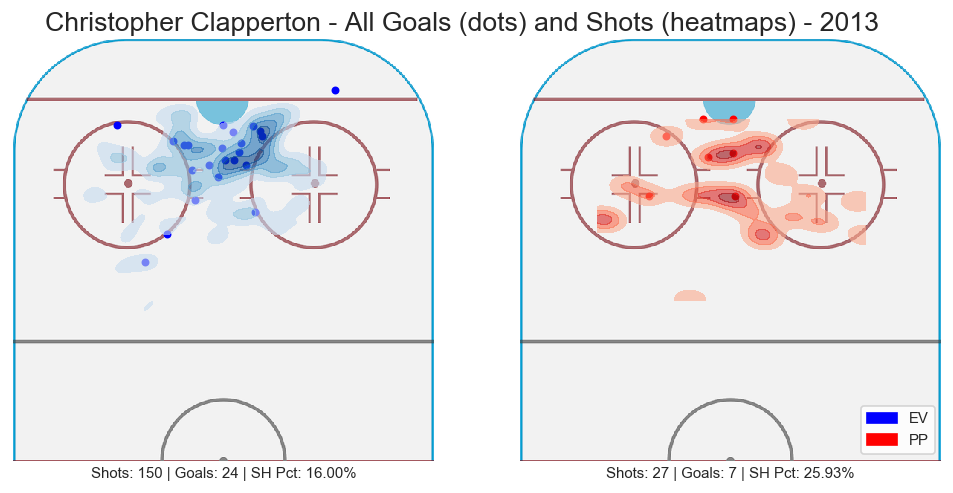 Christopher Clapperton - All Goals (dots) and Shots (heatmaps) - 2013
EV
PP
Shots: 150 | Goals: 24 | SH Pct: 16.00%
Shots: 27 | Goals: 7 | SH Pct: 25.93%